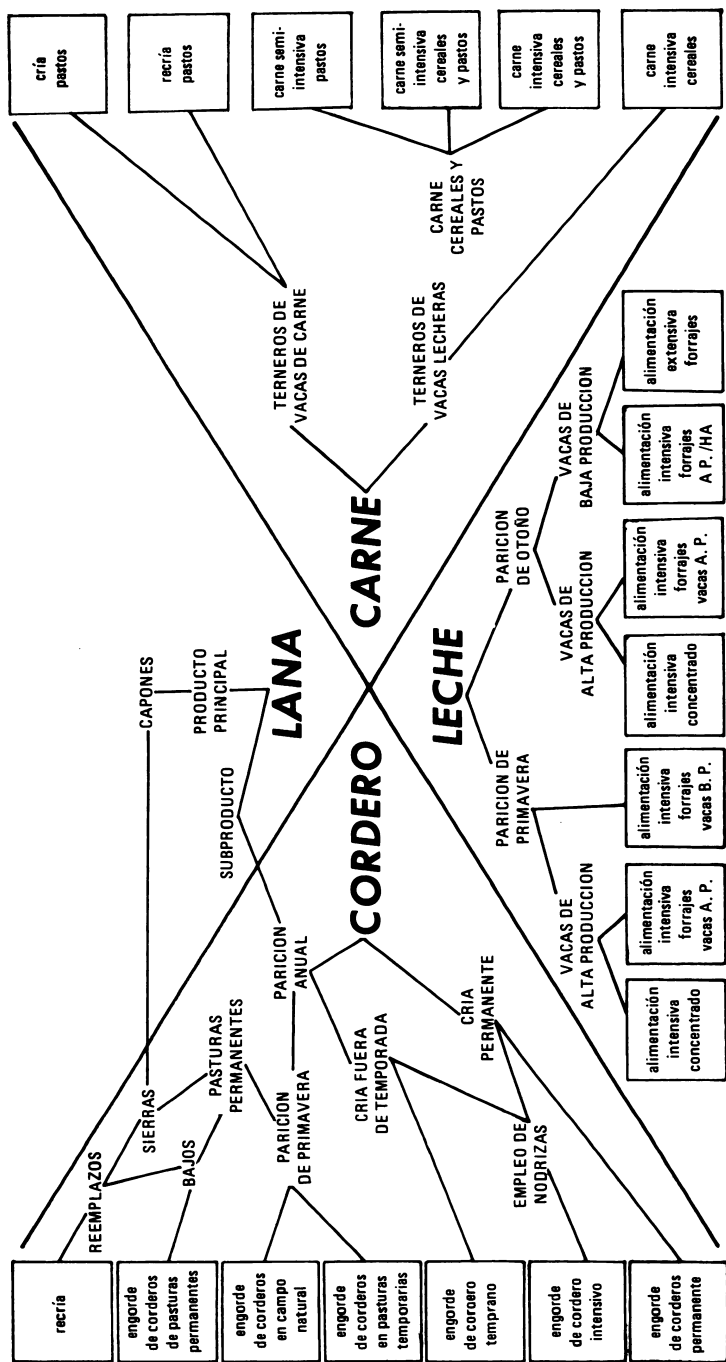 recría
engorde
de corderos
de pasturas
permanentes
engorde
de corderos
en campo
natural
engorde
de corderos
en pasturas
temporarias
engorde
de coroero
temprano
engorde
de cordero
intensivo
engorde
de corderos
permanente
REEMPLAZOS
SIERRAS
BAJOS
PASTURAS
PERMANENTES
PARICION
DE PRIMAVERA
PARICION
ANUAL
CRIA FUERA
DE TEMPORADA
CRIA
PERMANENTE
EMPLEO DE
NODRIZAS
CORDERO
SUBPRODUCTO
CAPONES
PRODUCTO
PRINCIPAL
LANA
LECHE
PARICION DE
PRIMAVERA
PARICION
DE OTOÑO
VACAS DE
ALTA PRODUCCION
VACAS DE
ALTA PRODUCCION
VACAS DE
BAJA PRODUCCION
alimentación
intensiva
concentrado
alimentación
intensiva
forrajes
vacas A. P.
alimentación
intensiva
forrajes
vacas B. P.
alimentación
intensiva
concentrado
alimentación
intensiva
forrajes
vacas A. P.
alimentación
intensiva
forrajes
A P. /HA
alimentación
extensiva
forrajes
CARNE
TERNEROS DE
VACAS DE CARNE
TERNEROS DE
VACAS LECHERAS
CARNE
CEREALES Y
PASTOS
cría
pastos
recría
pastos
carne semi-
intensiva
pastos
carne semi-
intensiva
cereales
y pastos
carne
intensiva
cereales
y pastos
carne
intensiva
cereales